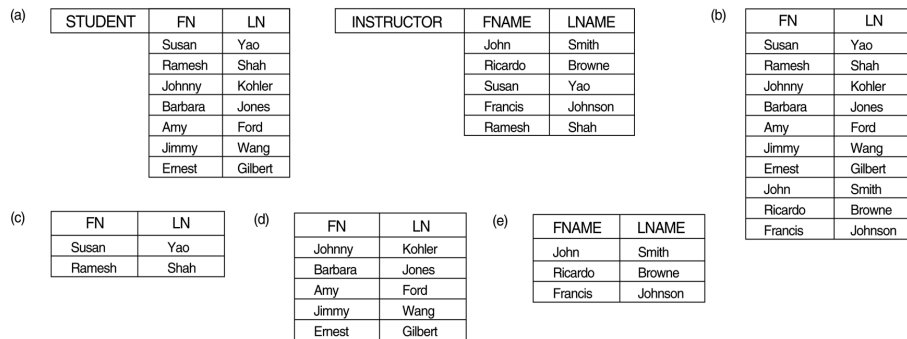 (a)
STUDENT FN LN
Susan Yao
Ramesh Shah
Johnny Kohler
Barbara Jones
Amy Ford
Jimmy Wang
Ernest Gilbert
INSTRUCTOR FNAME LNAME
John Smith
Ricardo Browne
Susan Yao
Francis Johnson
Ramesh Shah
(b)
FN LN
Susan Yao
Ramesh Shah
Johnny Kohler
Barbara Jones
Amy Ford
Jimmy Wang
Ernest Gilbert
John Smith
Ricardo Browne
Francis Johnson
(c)
FN LN
Susan Yao
Ramesh Shah
(d)
FN LN
Johnny Kohler
Barbara Jones
Amy Ford
Jimmy Wang
Ernest Gilbert
(e)
FNAME LNAME
John Smith
Ricardo Browne
Francis Johnson